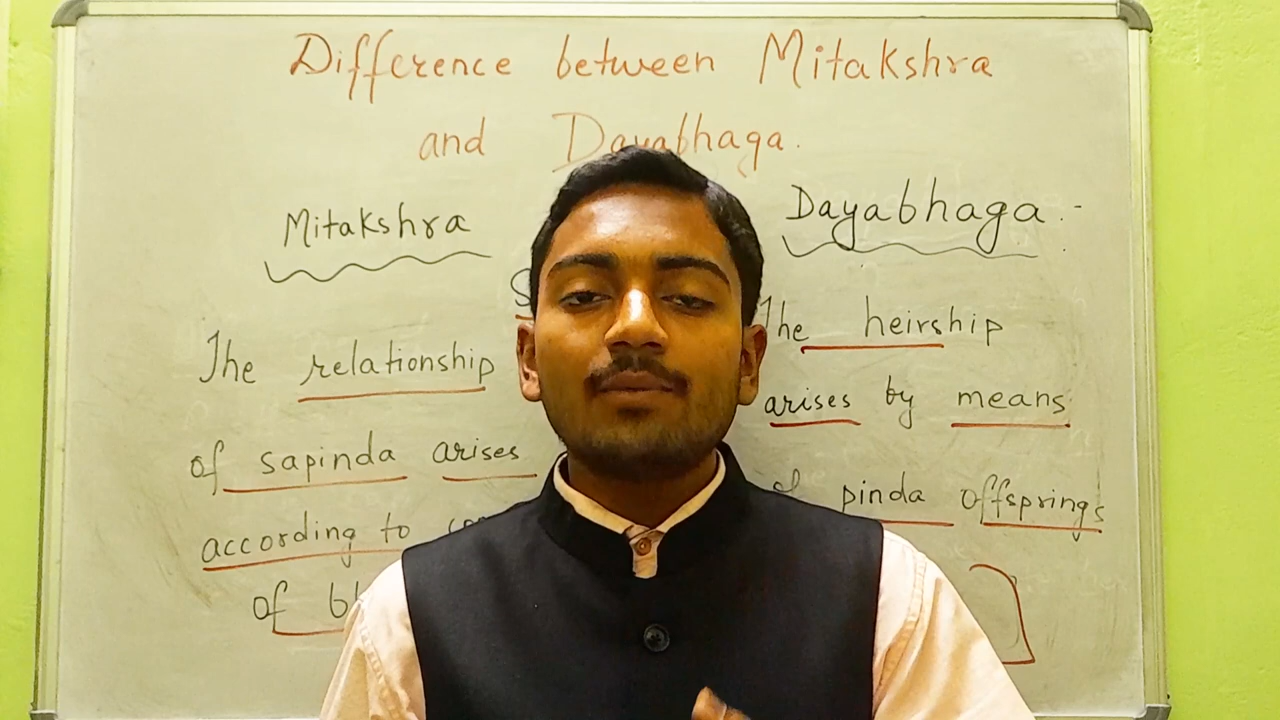 Difference between Mitakshra
and Dayabhaga.
Mitakshra
Dayabhaga :-
The relationship
of sapinda arises
according to
of
The heirship
arises by means
of pinda offsprings